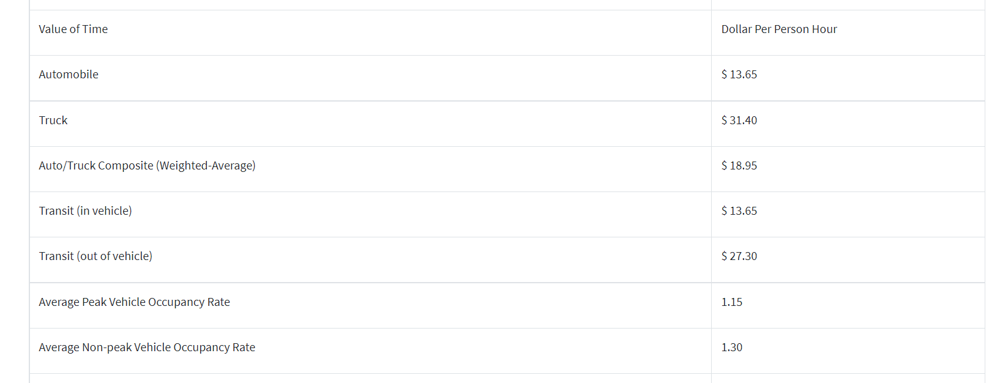 Value of Time Dollar Per Person Hour
Automobile $ 13.65
Truck $ 31.40
Auto/Truck Composite (Weighted-Average) $ 18.95
Transit (in vehicle) $ 13.65
Transit (out of vehicle) $ 27.30
Average Peak Vehicle Occupancy Rate 1.15
Average Non-peak Vehicle Occupancy Rate 1.30